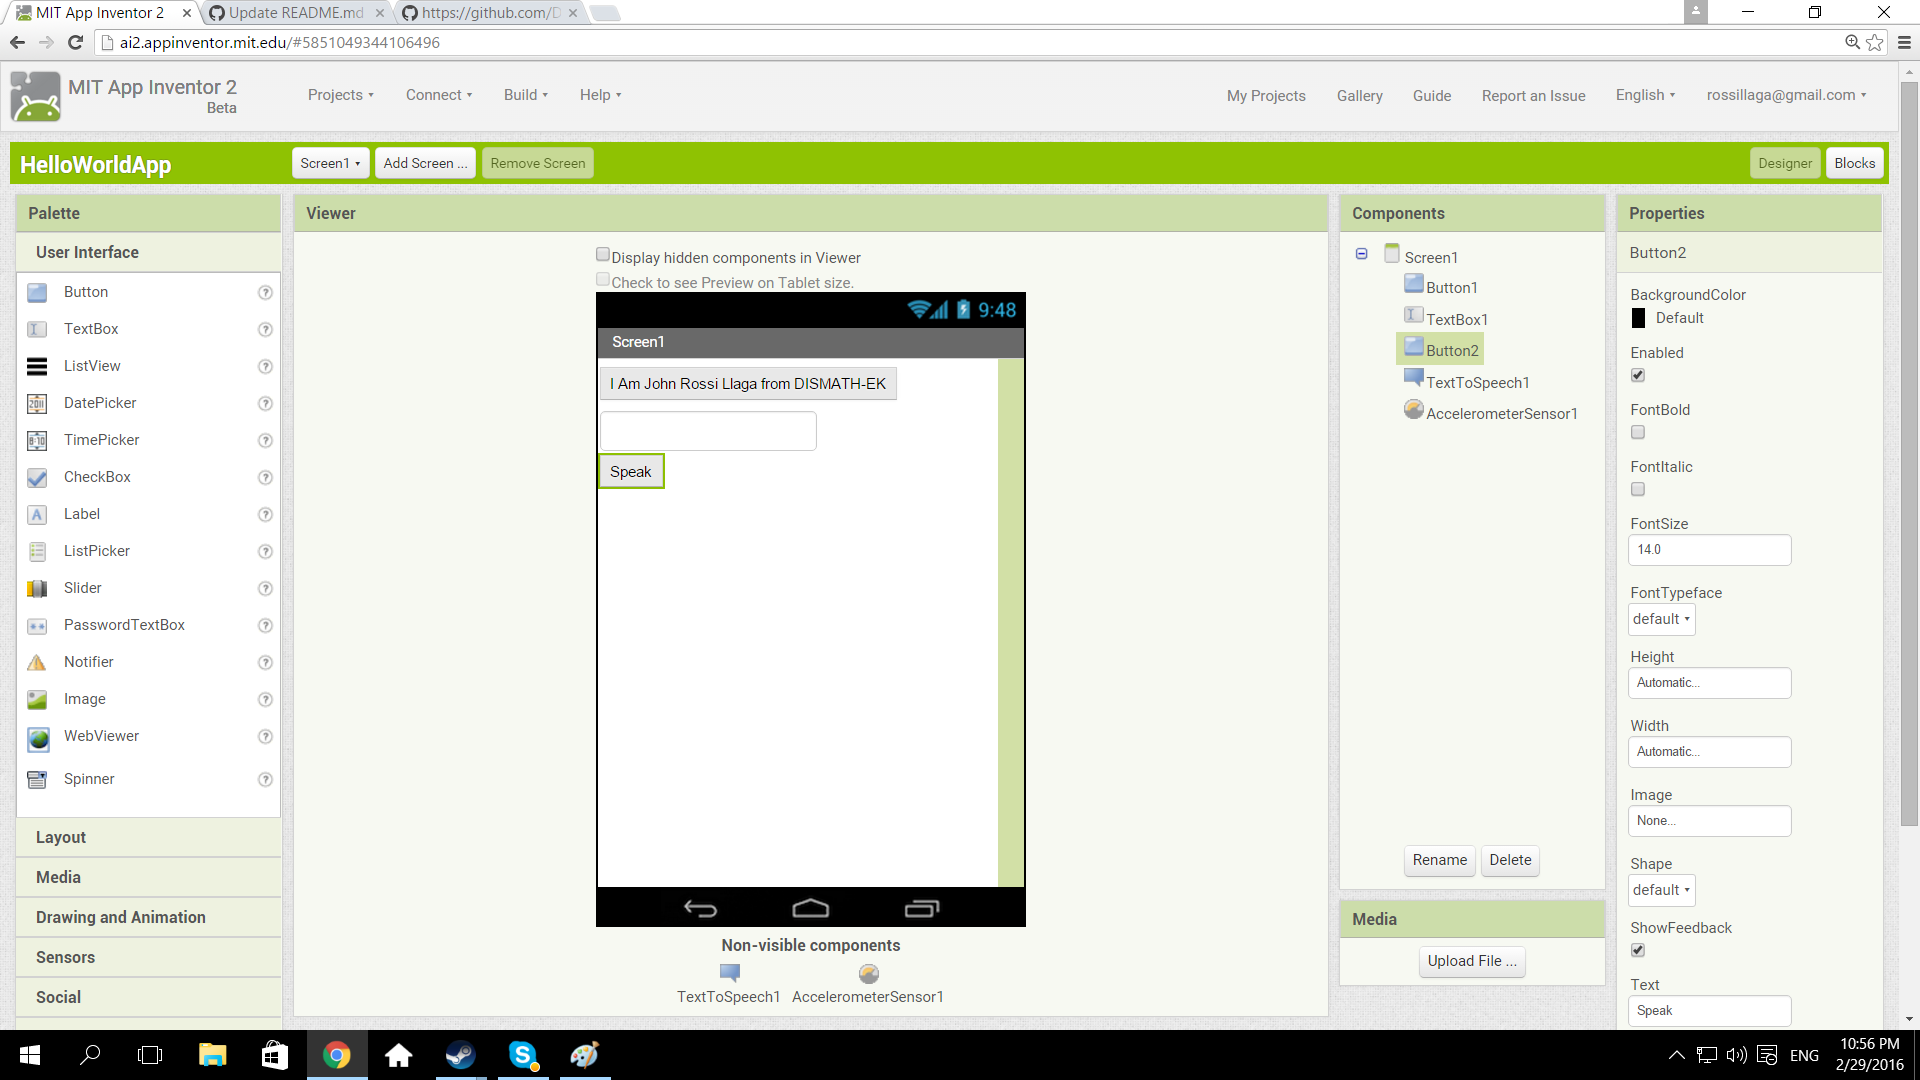 MIT App Inventor 2
Update README.md
https://github.com/D
ai2.appinventor.mit.edu/#5851049344106496
MIT App Inventor 2
Beta
Projects
Connect
Build
Help
My Projects
Gallery
Guide
Report an Issue
English
rossillaga@gmail.com
HelloWorldApp
Screen1
Add Screen ...
Remove Screen
Designer
Blocks
Palette
User Interface
Button
TextBox
ListView
DatePicker
TimePicker
CheckBox
Label
ListPicker
Slider
PasswordTextBox
Notifier
Image
WebViewer
Spinner
Layout
Media
Drawing and Animation
Sensors
Social
Viewer
Display hidden components in Viewer
Check to see Preview on Tablet size.
9:48
Screen1
I Am John Rossi Llaga from DISMATH-EK
Speak
Non-visible components
TextToSpeech1
AccelerometerSensor1
Components
Screen1
Button1
TextBox1
Button2
TextToSpeech1
AccelerometerSensor1
Rename
Delete
Media
Upload File ...
Properties
Button2
BackgroundColor
Default
Enabled
FontBold
FontItalic
FontSize
14.0
FontTypeface
default
Height
Automatic...
Width
Automatic...
Image
None...
Shape
default
ShowFeedback
Text
Speak
ENG
10:56 PM
2/29/2016